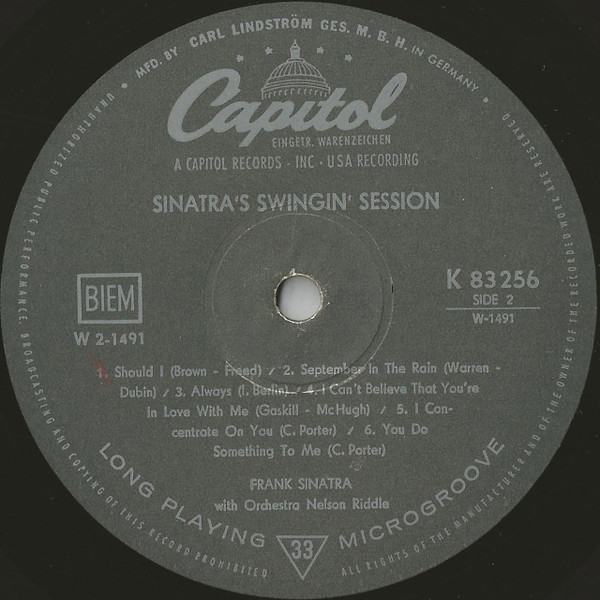 MFD. BY CARL LINDSTRÖM GES. M. B. H. IN GERMANY
Capitol
EINGETR. WARENZEICHEN
A CAPITOL RECORDS · INC · USA RECORDING
SINATRA'S SWINGIN' SESSION
BIEM
W 2-1491
K 83256
SIDE 2
W-1491
1. Should I (Brown - Freed) / 2. September In The Rain (Warren -
Dubin) / 3. Always (I. Berlin) / 4. I Can't Believe That You're
In Love With Me (Gaskill - McHugh) / 5. I Con-
centrate On You (C. Porter) / 6. You Do
Something To Me (C. Porter)
FRANK SINATRA
with Orchestra Nelson Riddle
LONG PLAYING 33 MICROGROOVE
UNAUTHORIZED PUBLIC PERFORMANCE, BROADCASTING AND COPYING OF THIS RECORD PROHIBITED
ALL RIGHTS OF THE MANUFACTURER AND OF THE OWNER OF THE RECORDED WORK ARE RESERVED